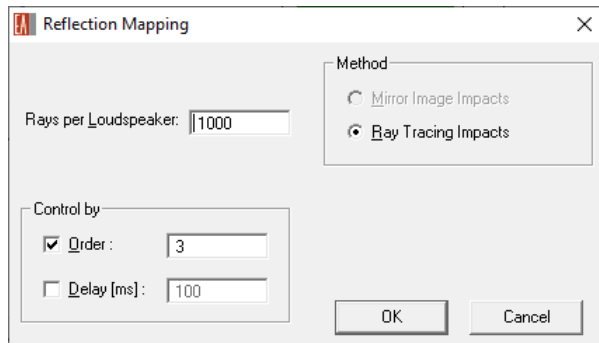 EA Reflection Mapping
Method
Mirror Image Impacts
Rays per Loudspeaker: 1000
Ray Tracing Impacts
Control by
Order : 3
Delay [ms] : 100
OK Cancel